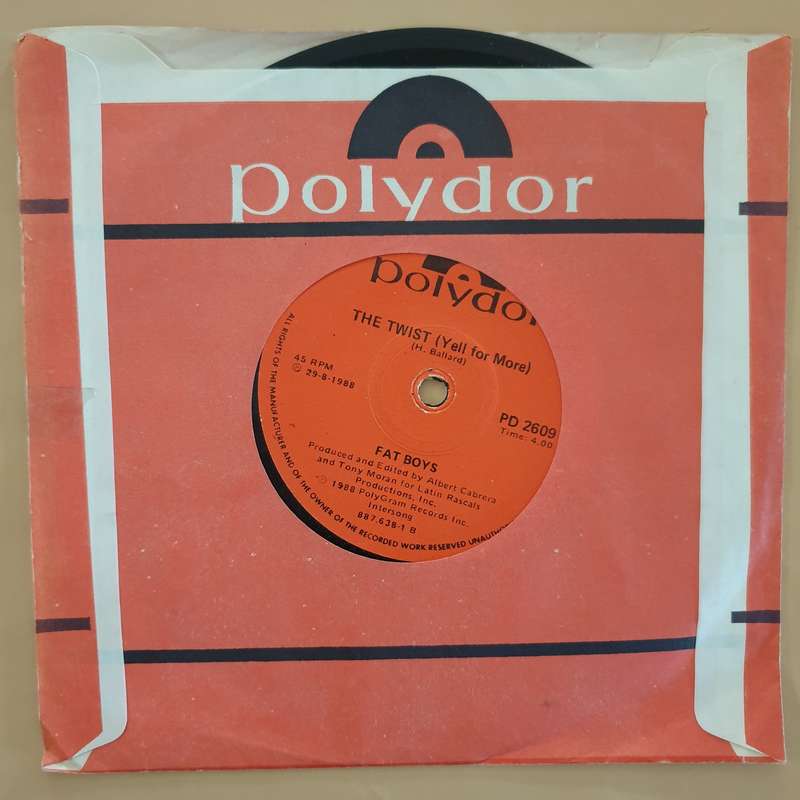 polydor
polydor
THE TWIST (Yell for More)
(H. Ballard)
45 RPM
℗ 29-8-1988
PD 2609
Time: 4.00
FAT BOYS
Produced and Edited by Albert Cabrera
and Tony Moran for Latin Rascals
Productions, Inc.
℗ 1988 PolyGram Records Inc.
Intersong
887.638-1 B
ALL RIGHTS OF THE MANUFACTURER AND OF THE OWNER OF THE RECORDED WORK RESERVED